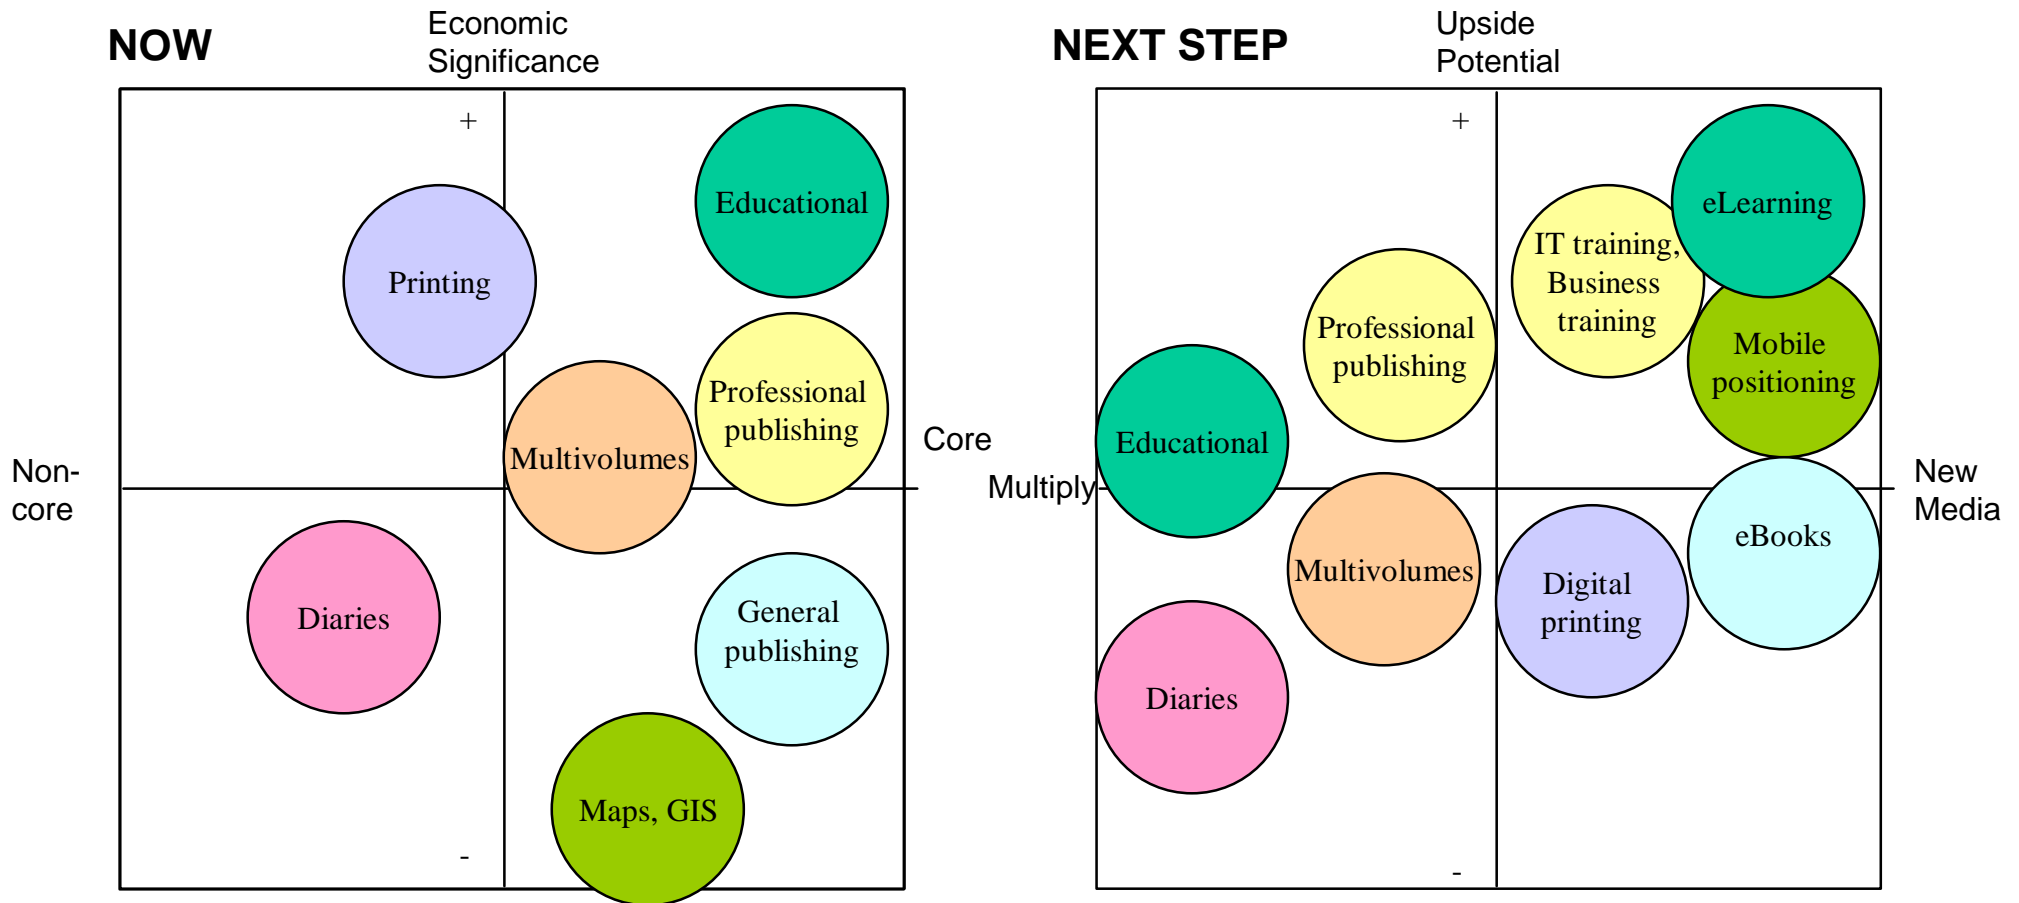 NOW
Economic
Significance
+
Educational
Printing
Professional
publishing
Multivolumes
Core
Non-
core
Diaries
General
publishing
Maps, GIS
-
NEXT STEP
Upside
Potential
+
eLearning
IT training,
Business
training
Professional
publishing
Mobile
positioning
Educational
Multiply
New
Media
eBooks
Multivolumes
Digital
printing
Diaries
-